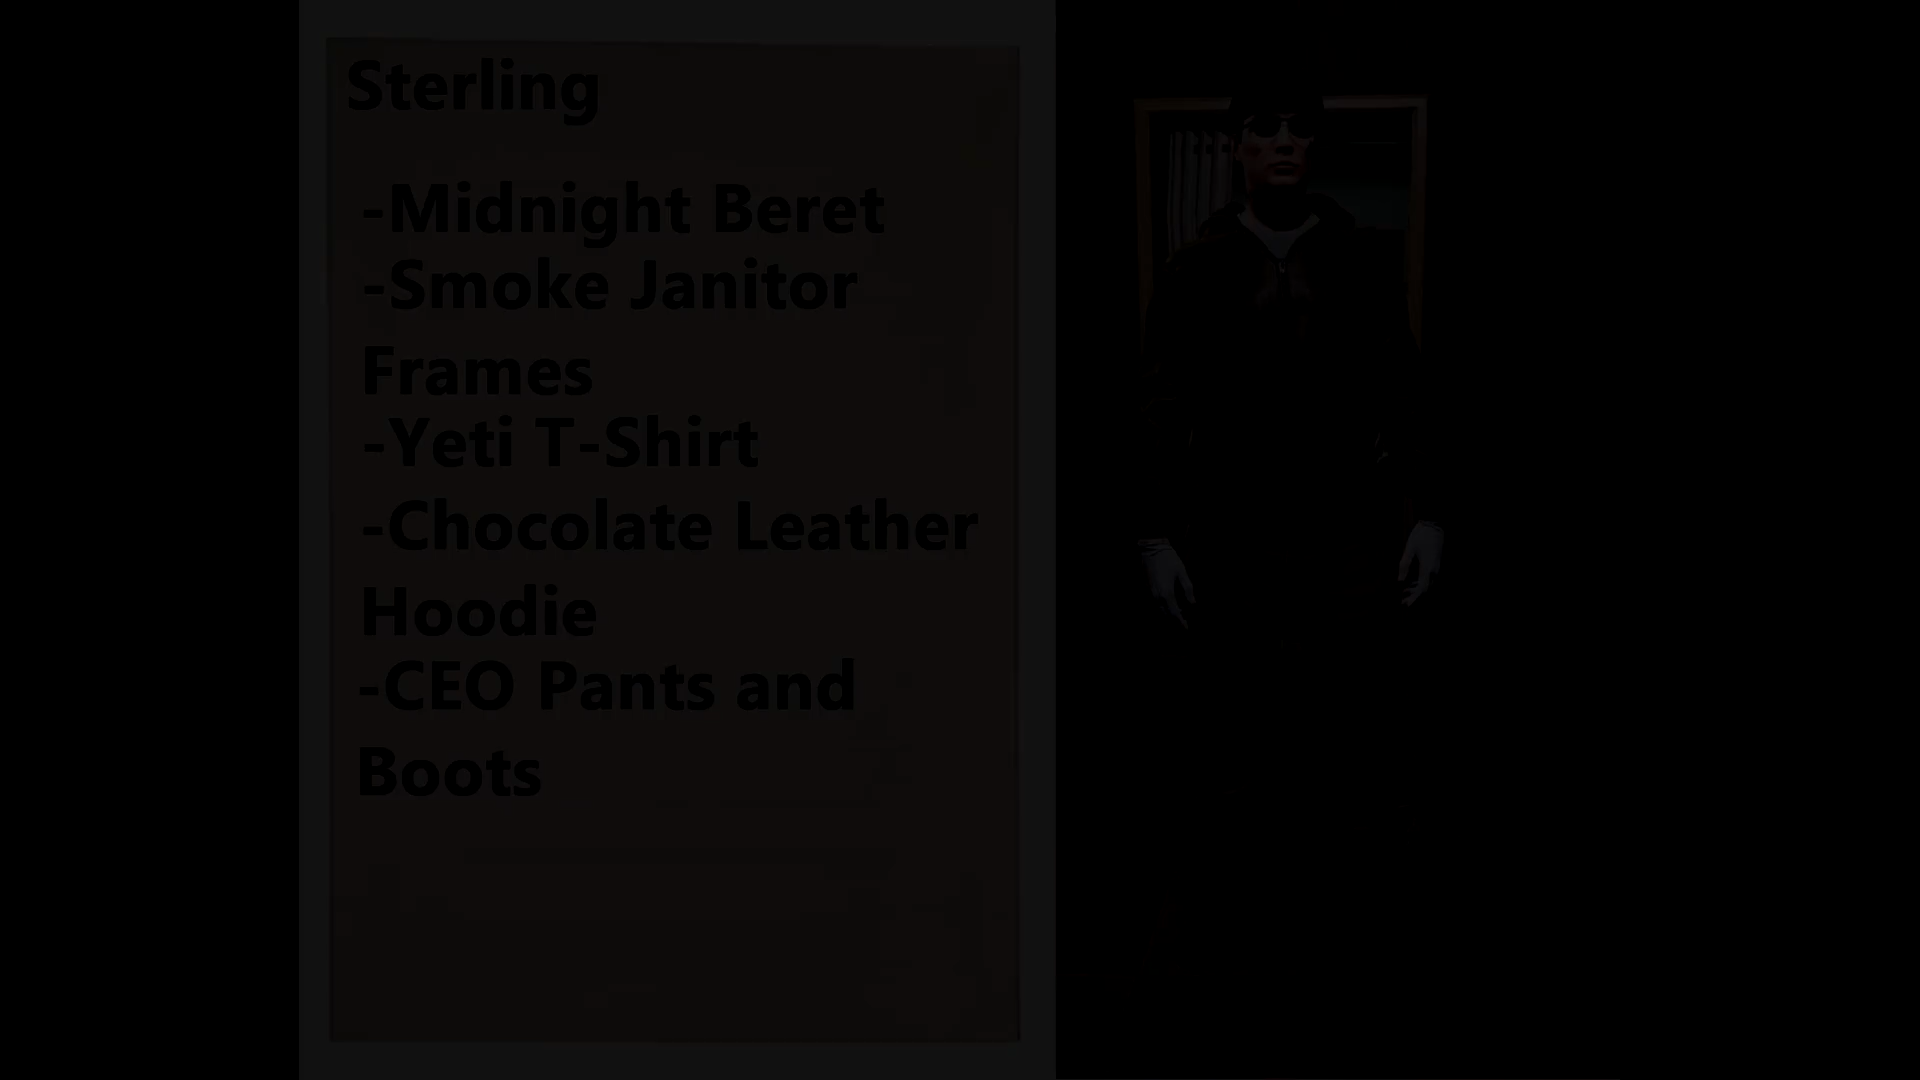 Sterling
-Midnight Beret
-Smoke Janitor
Frames
-Yeti T-Shirt
-Chocolate Leather
Hoodie
-CEO Pants and
Boots